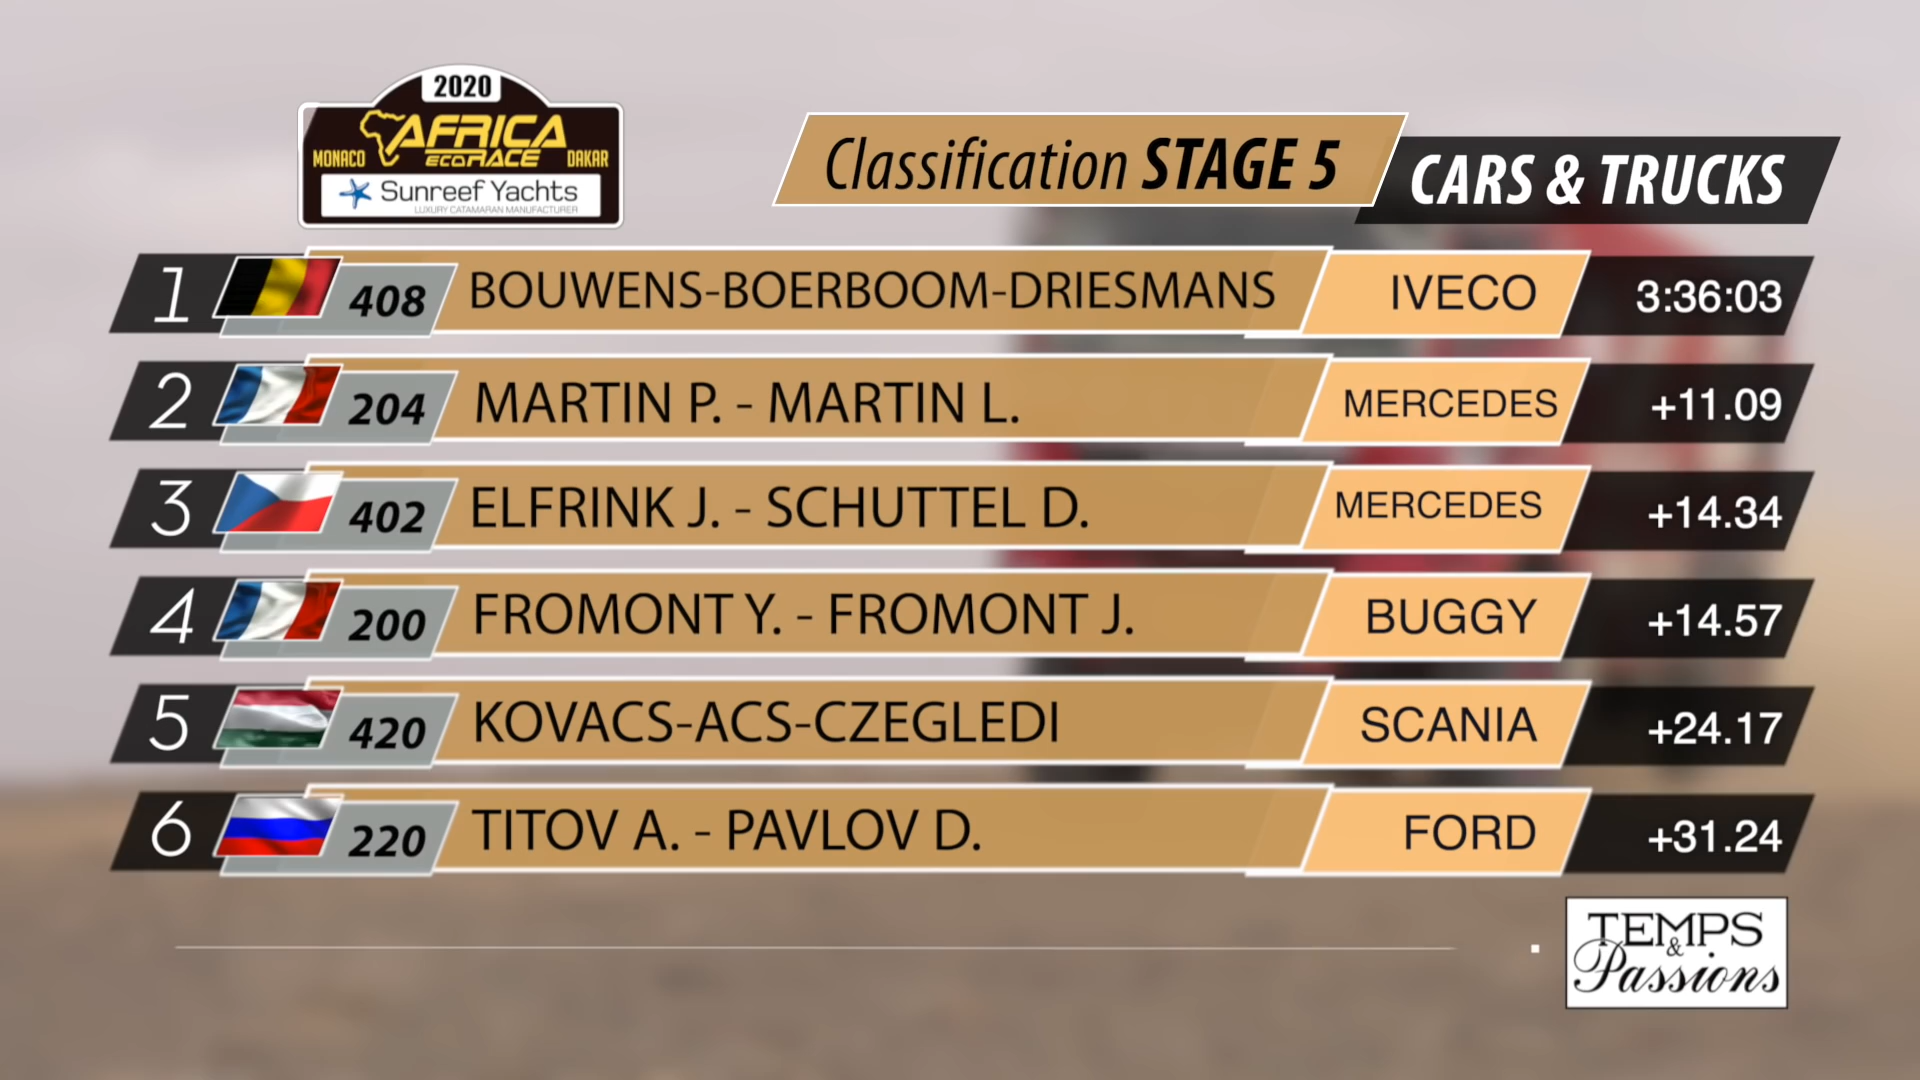 2020
AFRICA
MONACO ECORACE DAKAR
Sunreef Yachts
LUXURY CATAMARAN MANUFACTURER
Classification STAGE 5
CARS & TRUCKS
1 408 BOUWENS-BOERBOOM-DRIESMANS IVECO 3:36:03
2 204 MARTIN P. - MARTIN L. MERCEDES +11.09
3 402 ELFRINK J. - SCHUTTEL D. MERCEDES +14.34
4 200 FROMONT Y. - FROMONT J. BUGGY +14.57
5 420 KOVACS-ACS-CZEGLEDI SCANIA +24.17
6 220 TITOV A. - PAVLOV D. FORD +31.24
TEMPS
&
Passions